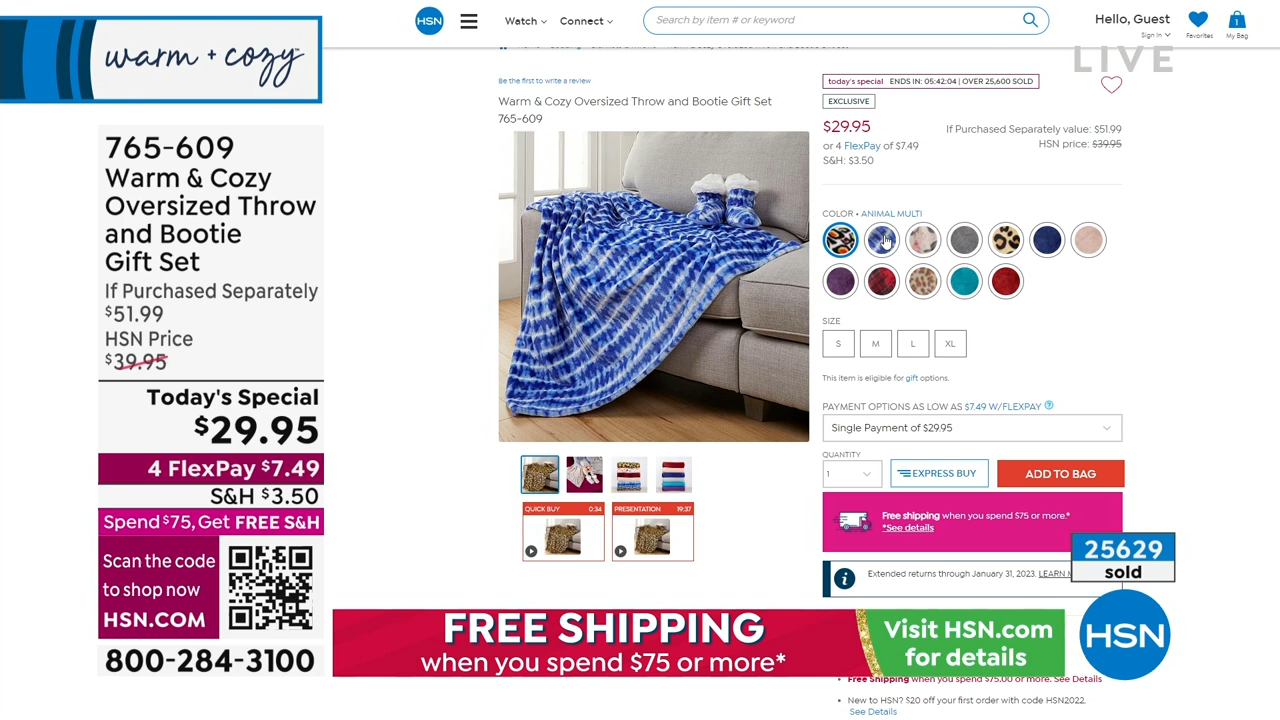 warm + cozy™
765-609
Warm & Cozy
Oversized Throw
and Bootie
Gift Set
If Purchased Separately
$51.99
HSN Price
$39.95
Today's Special
$29.95
4 FlexPay $7.49
S&H $3.50
Spend $75, Get FREE S&H
Scan the code
to shop now
HSN.COM
800-284-3100
HSN
Watch
Connect
Search by item # or keyword
Hello, Guest
Sign in
Favorites
1
My Bag
LIVE
Be the first to write a review
Warm & Cozy Oversized Throw and Bootie Gift Set
765-609
today's special ENDS IN: 05:42:04 | OVER 25,600 SOLD
EXCLUSIVE
$29.95
or 4 FlexPay of $7.49
S&H: $3.50
If Purchased Separately value: $51.99
HSN price: $39.95
COLOR • ANIMAL MULTI
SIZE
S M L XL
This item is eligible for gift options.
PAYMENT OPTIONS AS LOW AS $7.49 W/FLEXPAY ?
Single Payment of $29.95
QUANTITY
1
EXPRESS BUY
ADD TO BAG
QUICK BUY 0:34
PRESENTATION 19:37
Free shipping when you spend $75 or more.*
*See details
i
Extended returns through January 31, 2023. LEARN
25629
sold
FREE SHIPPING
when you spend $75 or more*
Visit HSN.com
for details
HSN
• Free Shipping when you spend $75.00 or more. See Details
• New to HSN? $20 off your first order with code HSN2022.
See Details